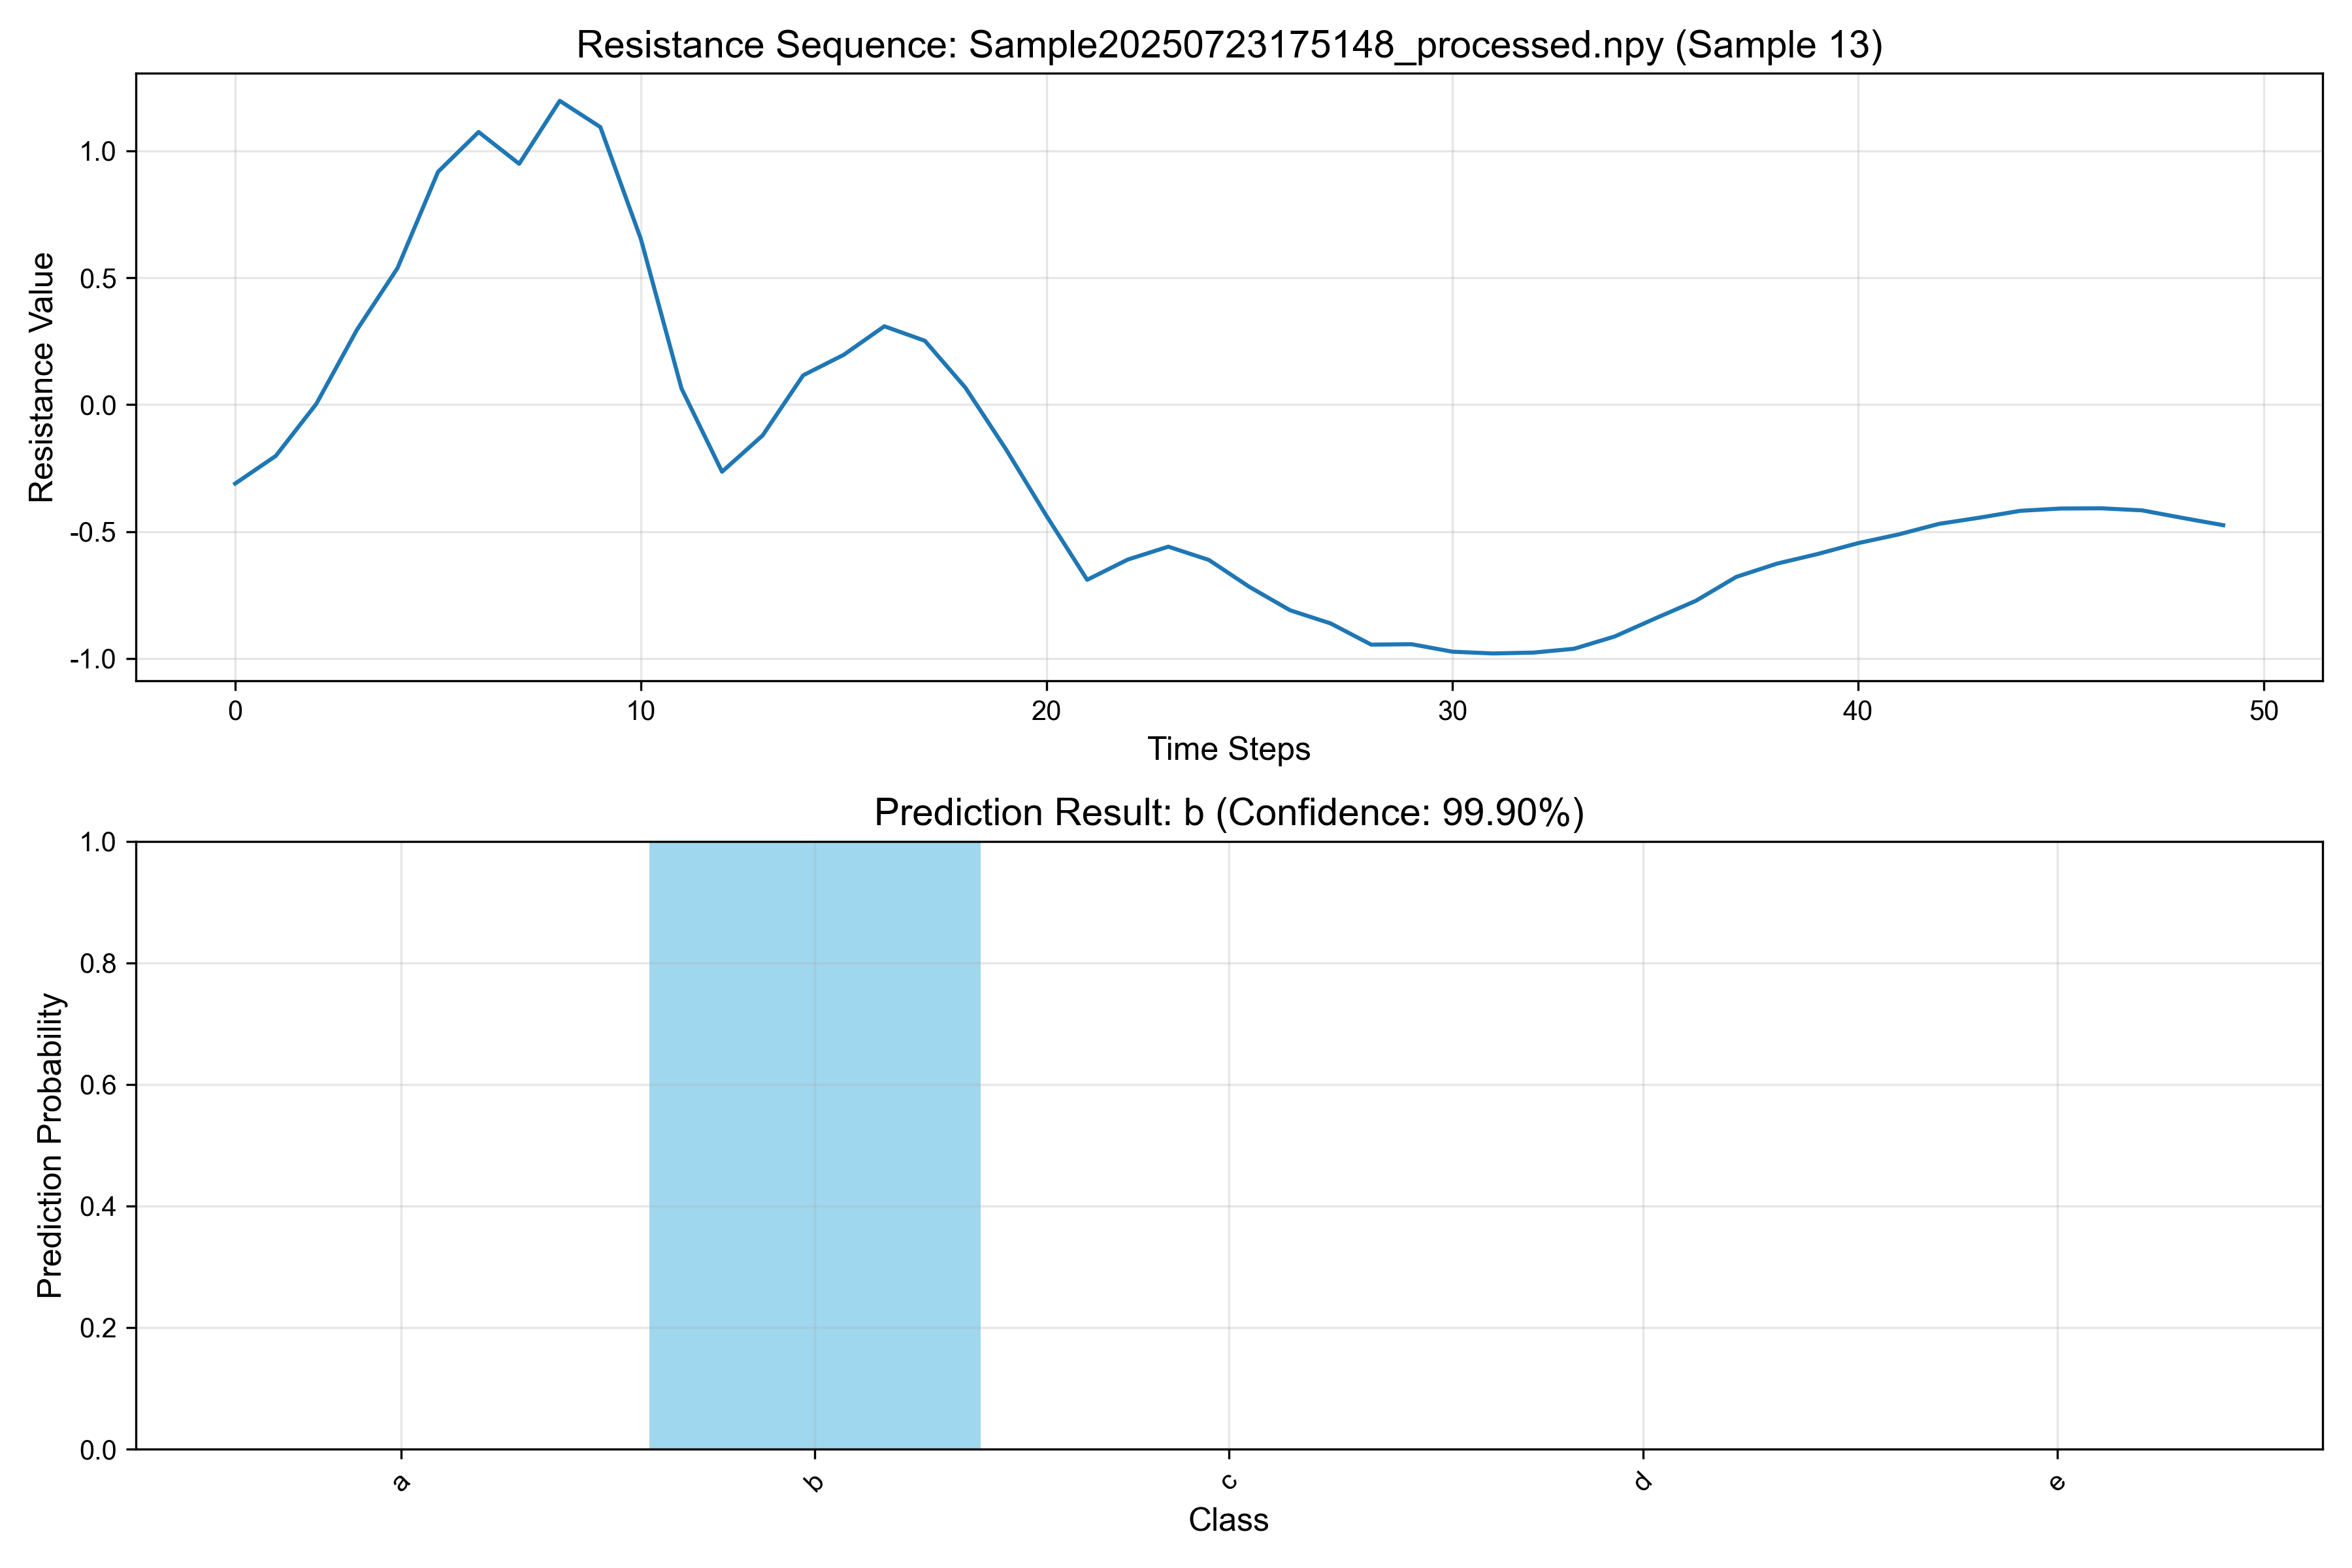 Resistance Sequence: Sample20250723175148_processed.npy (Sample 13)
Resistance Value
1.0
0.5
0.0
-0.5
-1.0
0 10 20 30 40 50
Time Steps
Prediction Result: b (Confidence: 99.90%)
Prediction Probability
1.0
0.8
0.6
0.4
0.2
0.0
a b c d e
Class